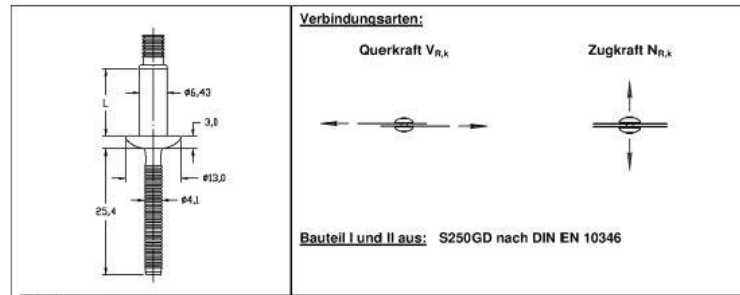 L
ø6,43
3,0
ø13,0
ø4,1
25,4
Verbindungsarten:
Querkraft V_R,k
Zugkraft N_R,k
Bauteil I und II aus: S250GD nach DIN EN 10346